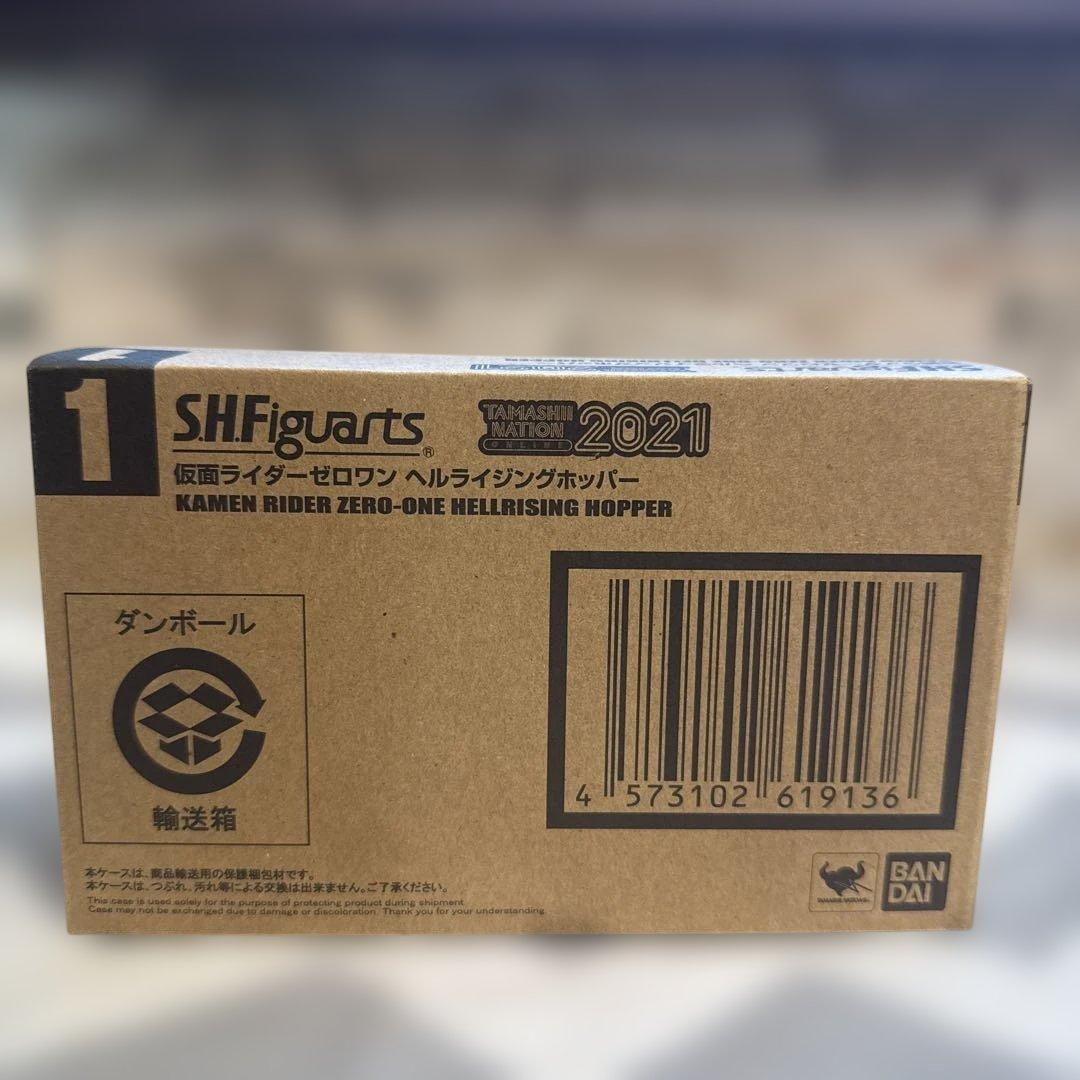 1
S.H.Figuarts®
TAMASHII NATION ONLINE 2021
仮面ライダーゼロワン ヘルライジングホッパー
KAMEN RIDER ZERO-ONE HELLRISING HOPPER
ダンボール
輸送箱
4 573102 619136
本ケースは、商品輸送用の保護梱包材です。
本ケースは、つぶれ、汚れ等による交換は出来ません。ご了承ください。
This case is used solely for the purpose of protecting product during shipment.
Case may not be exchanged due to damage or discoloration. Thank you for your understanding.
TAMASHII NATIONS
BAN
DAI